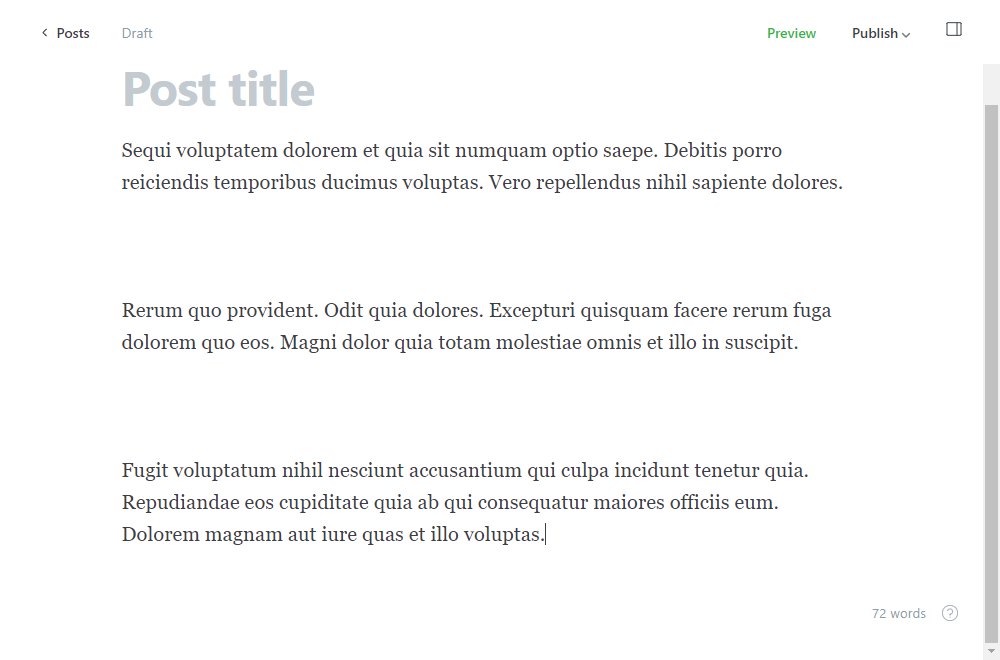 Posts
Draft
Preview
Publish
Post title
Sequi voluptatem dolorem et quia sit numquam optio saepe. Debitis porro
reiciendis temporibus ducimus voluptas. Vero repellendus nihil sapiente dolores.
Rerum quo provident. Odit quia dolores. Excepturi quisquam facere rerum fuga
dolorem quo eos. Magni dolor quia totam molestiae omnis et illo in suscipit.
Fugit voluptatum nihil nesciunt accusantium qui culpa incidunt tenetur quia.
Repudiandae eos cupiditate quia ab qui consequatur maiores officiis eum.
Dolorem magnam aut iure quas et illo voluptas.
72 words
?